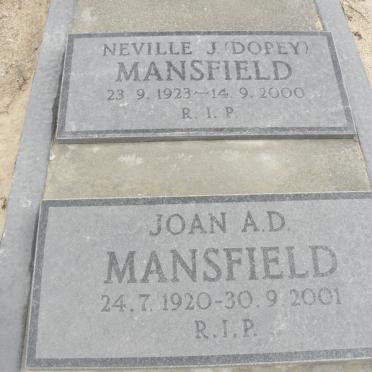 NEVILLE J. (DOPEY)
MANSFIELD
23 9. 1923~14. 9. 2000
R. I. P.
JOAN A.D.
MANSFIELD
24. 7. 1920-30. 9 2001
R.I.P.